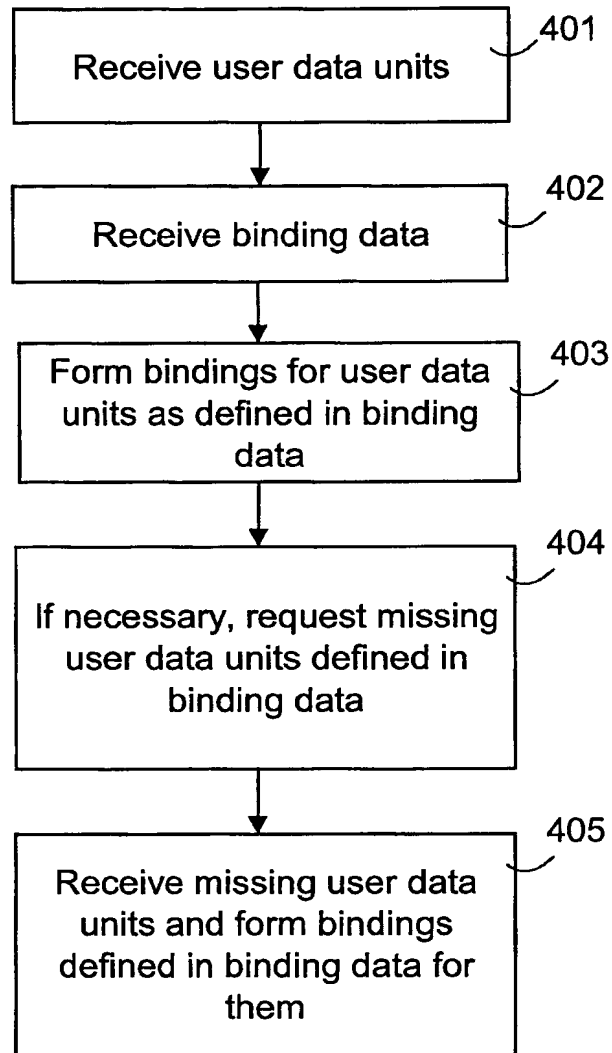 401
Receive user data units
402
Receive binding data
403
Form bindings for user data
units as defined in binding
data
404
If necessary, request missing
user data units defined in
binding data
405
Receive missing user data
units and form bindings
defined in binding data for
them